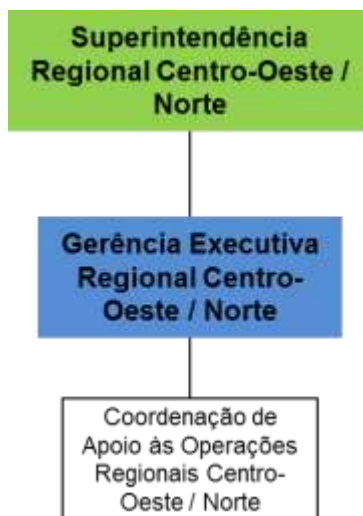 Superintendência
Regional Centro-Oeste /
Norte
Gerência Executiva
Regional Centro-
Oeste / Norte
Coordenação de
Apoio às Operações
Regionais Centro-
Oeste / Norte